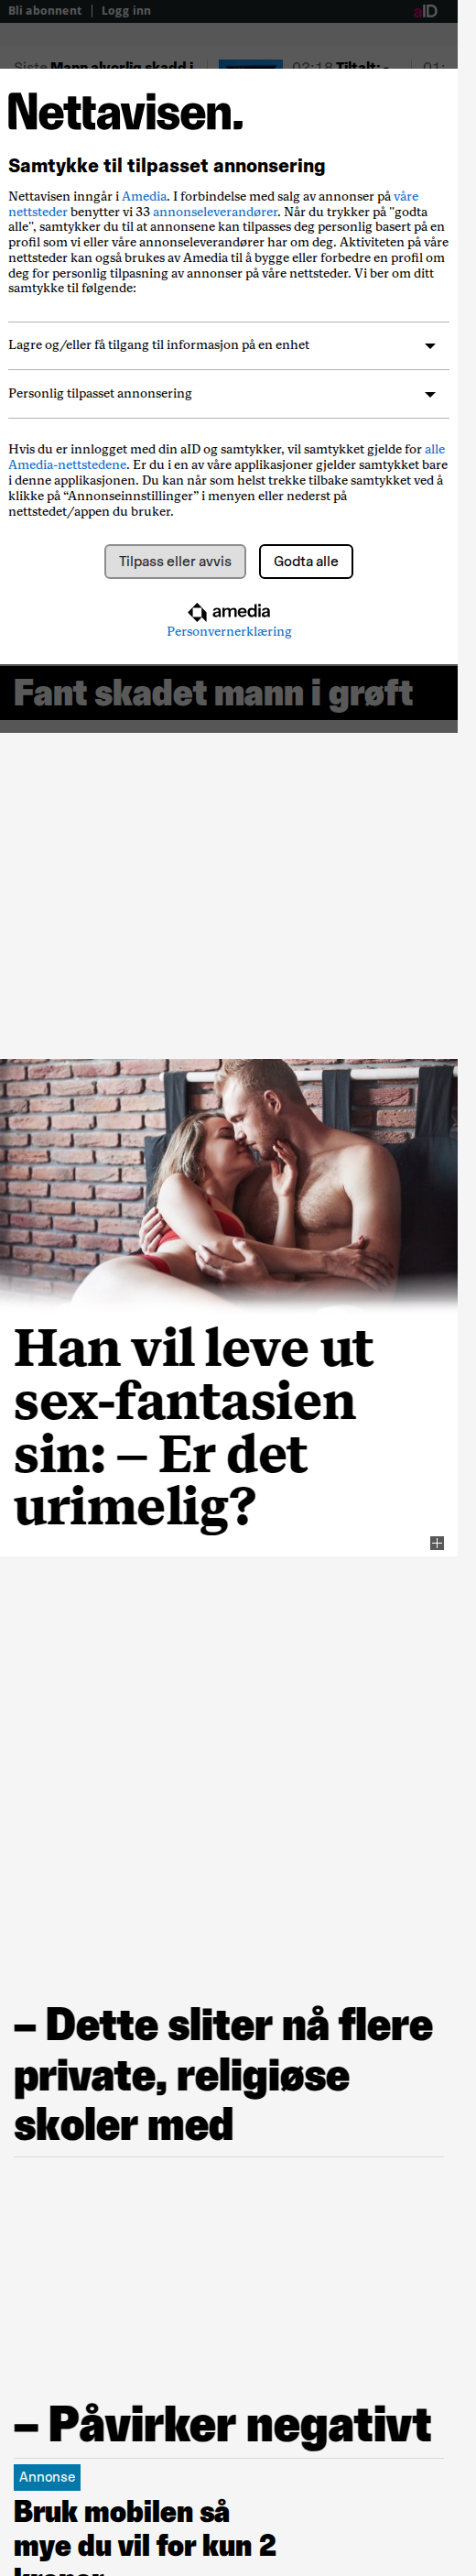 Bli abonnent | Logg inn
aID
Siste Mann alvorlig skadd i
02:18 Tiltalt: -
01:
Nettavisen.
Samtykke til tilpasset annonsering
Nettavisen inngår i Amedia. I forbindelse med salg av annonser på våre
nettsteder benytter vi 33 annonseleverandører. Når du trykker på "godta
alle", samtykker du til at annonsene kan tilpasses deg personlig basert på en
profil som vi eller våre annonseleverandører har om deg. Aktiviteten på våre
nettsteder kan også brukes av Amedia til å bygge eller forbedre en profil om
deg for personlig tilpasning av annonser på våre nettsteder. Vi ber om ditt
samtykke til følgende:
Lagre og/eller få tilgang til informasjon på en enhet
Personlig tilpasset annonsering
Hvis du er innlogget med din aID og samtykker, vil samtykket gjelde for alle
Amedia-nettstedene. Er du i en av våre applikasjoner gjelder samtykket bare
i denne applikasjonen. Du kan når som helst trekke tilbake samtykket ved å
klikke på “Annonseinnstillinger” i menyen eller nederst på
nettstedet/appen du bruker.
Tilpass eller avvis
Godta alle
amedia
Personvernerklæring
Fant skadet mann i grøft
Han vil leve ut
sex-fantasien
sin: – Er det
urimelig?
– Dette sliter nå flere
private, religiøse
skoler med
– Påvirker negativt
Annonse
Bruk mobilen så
mye du vil for kun 2
kroner